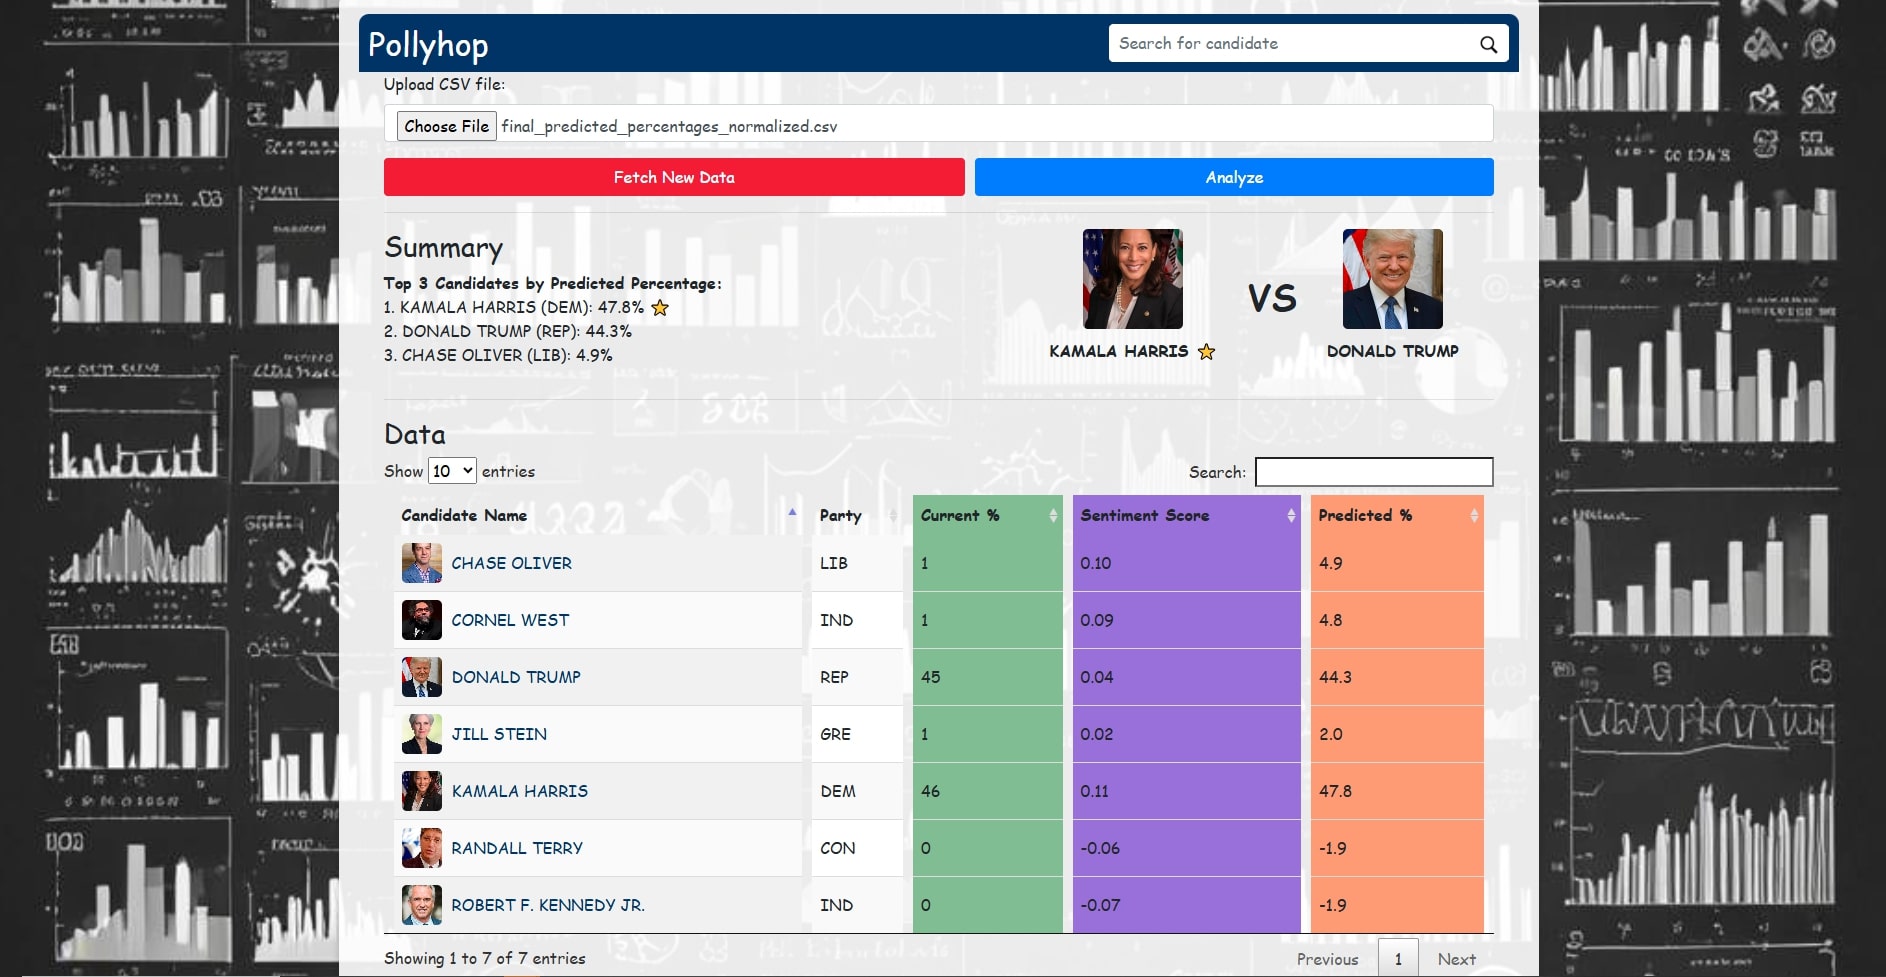 Pollyhop
Search for candidate
Upload CSV file:
Choose File final_predicted_percentages_normalized.csv
Fetch New Data
Analyze
Summary
Top 3 Candidates by Predicted Percentage:
1. KAMALA HARRIS (DEM): 47.8% ⭐
2. DONALD TRUMP (REP): 44.3%
3. CHASE OLIVER (LIB): 4.9%
VS
KAMALA HARRIS ⭐
DONALD TRUMP
Data
Show 10 entries
Search:
Candidate Name Party Current % Sentiment Score Predicted %
CHASE OLIVER LIB 1 0.10 4.9
CORNEL WEST IND 1 0.09 4.8
DONALD TRUMP REP 45 0.04 44.3
JILL STEIN GRE 1 0.02 2.0
KAMALA HARRIS DEM 46 0.11 47.8
RANDALL TERRY CON 0 -0.06 -1.9
ROBERT F. KENNEDY JR. IND 0 -0.07 -1.9
Showing 1 to 7 of 7 entries
Previous 1 Next